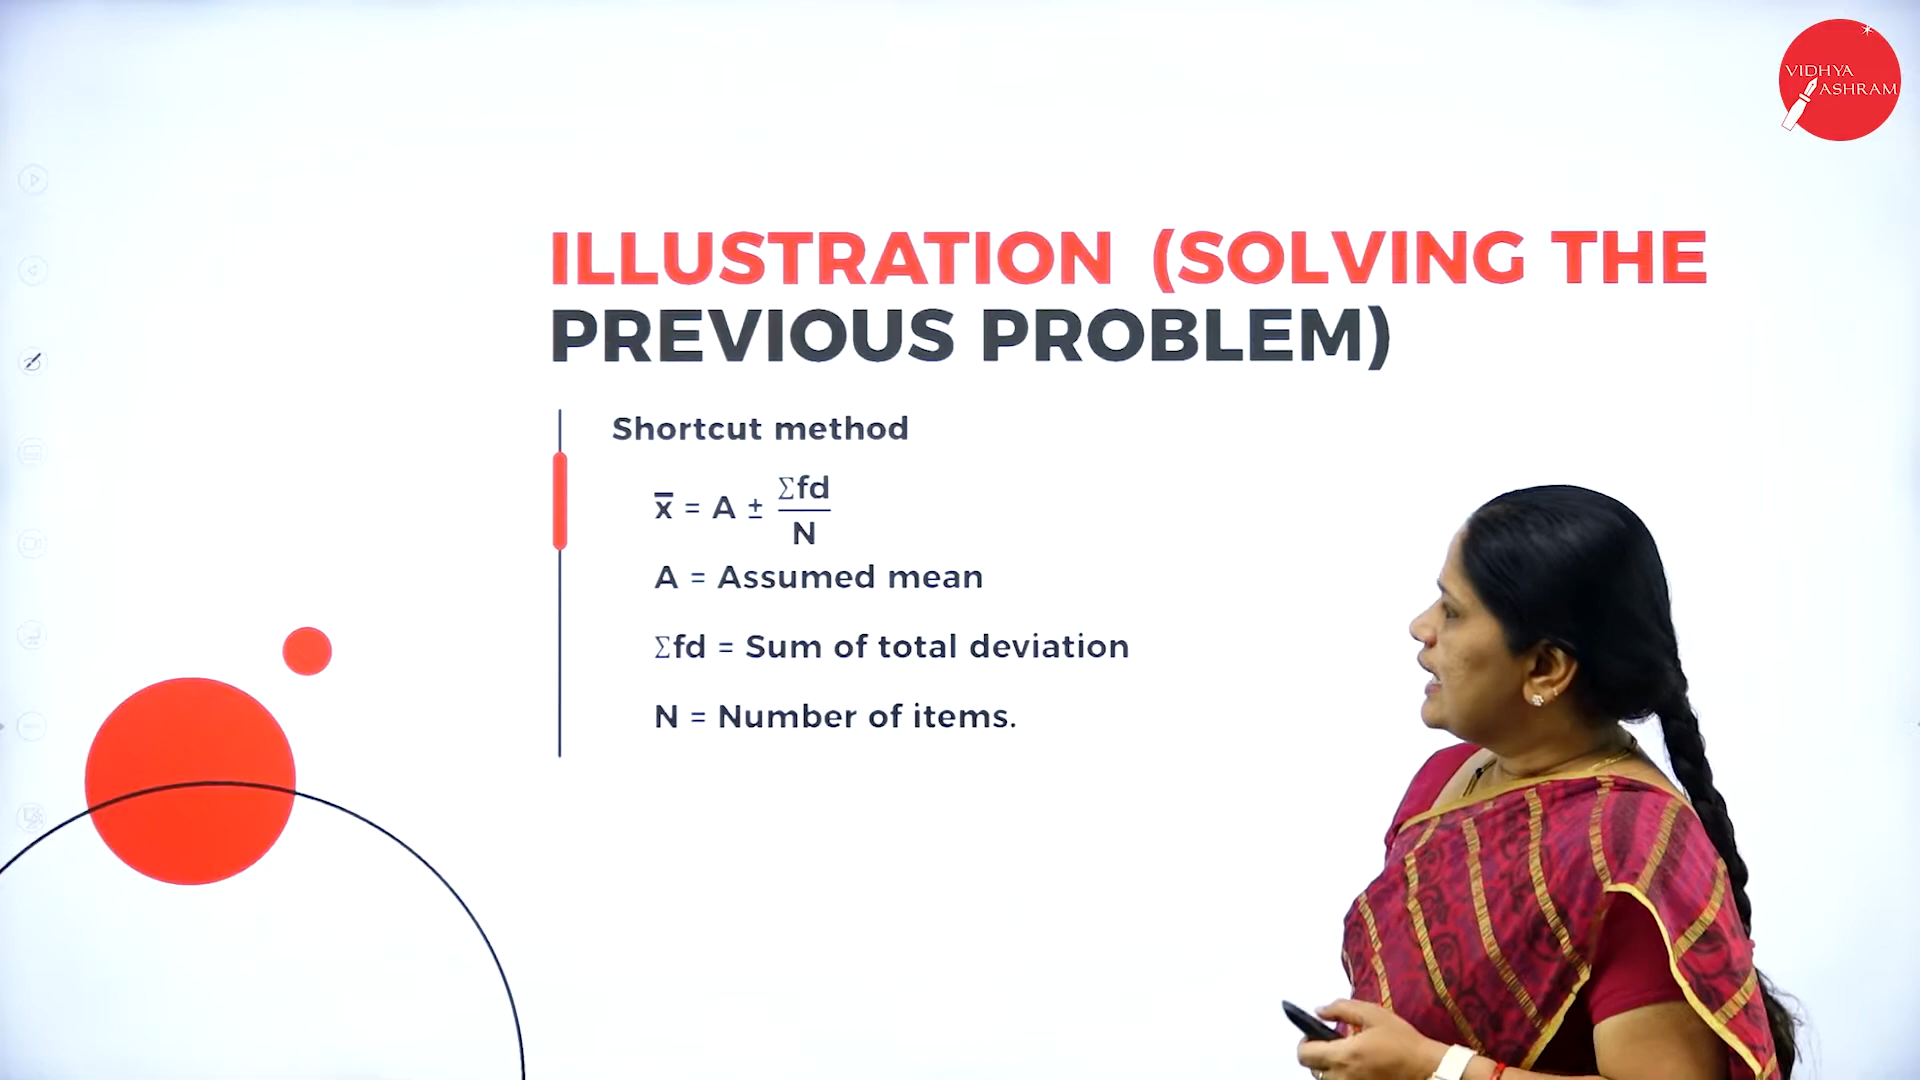 VIDHYA
ASHRAM
ILLUSTRATION (SOLVING THE
PREVIOUS PROBLEM)
Shortcut method
x̅ = A ± Σfd / N
A = Assumed mean
Σfd = Sum of total deviation
N = Number of items.